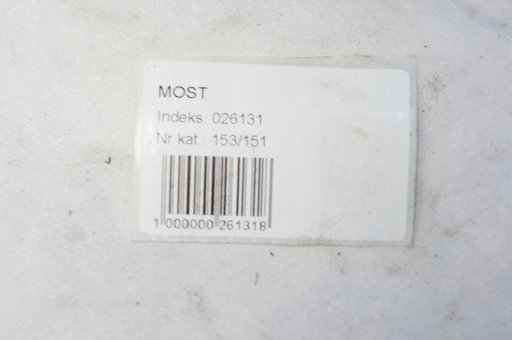 MOST
Indeks: 026131
Nr kat.: 153/151
1 000000 261318